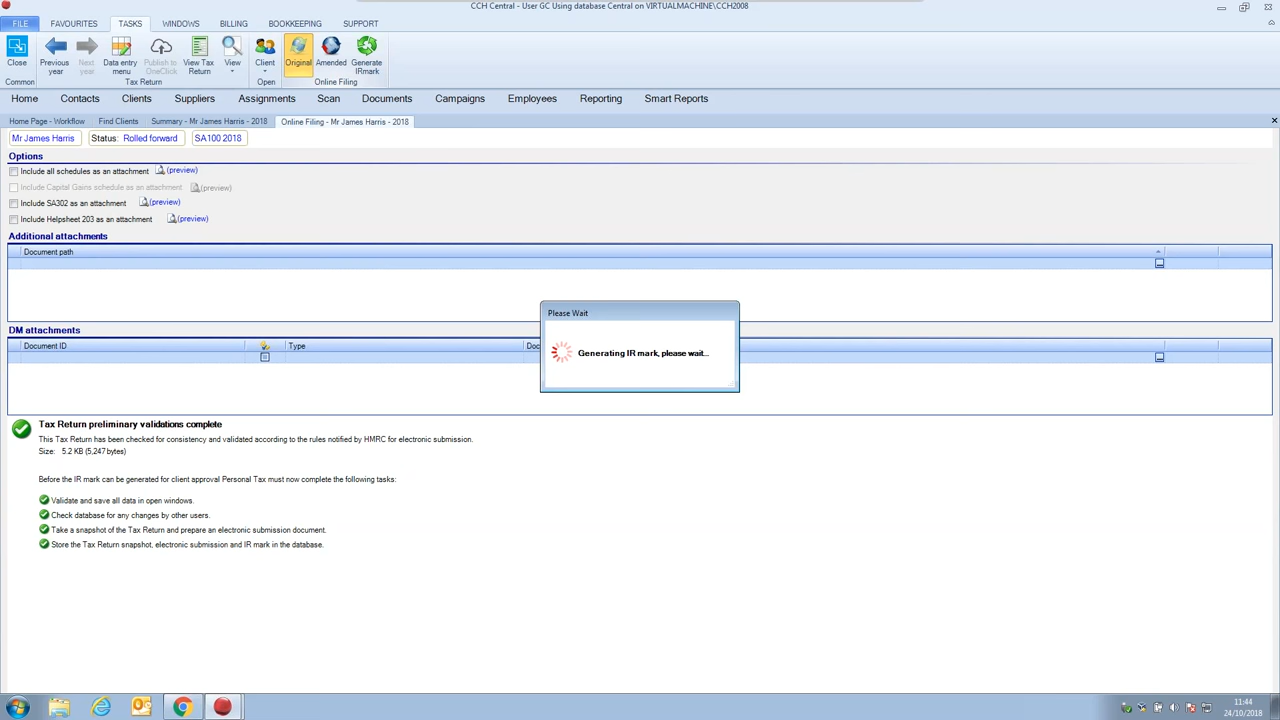 CCH Central - User GC Using database Central on VIRTUALMACHINE\CCH2008
FILE FAVOURITES TASKS WINDOWS BILLING BOOKKEEPING SUPPORT
Close Previous year Next year Data entry menu Publish to OneClick View Tax Return View Client Original Amended Generate IRmark
Common Tax Return Open Online Filing
Home Contacts Clients Suppliers Assignments Scan Documents Campaigns Employees Reporting Smart Reports
Home Page - Workflow Find Clients Summary - Mr James Harris - 2018 Online Filing - Mr James Harris - 2018
Mr James Harris Status: Rolled forward SA100 2018
Options
Include all schedules as an attachment (preview)
Include Capital Gains schedule as an attachment (preview)
Include SA302 as an attachment (preview)
Include Helpsheet 203 as an attachment (preview)
Additional attachments
Document path
Please Wait
Generating IR mark, please wait...
DM attachments
Document ID Type Doc
Tax Return preliminary validations complete
This Tax Return has been checked for consistency and validated according to the rules notified by HMRC for electronic submission.
Size: 5.2 KB (5,247 bytes)
Before the IR mark can be generated for client approval Personal Tax must now complete the following tasks:
Validate and save all data in open windows.
Check database for any changes by other users.
Take a snapshot of the Tax Return and prepare an electronic submission document.
Store the Tax Return snapshot, electronic submission and IR mark in the database.
11:44
24/10/2018